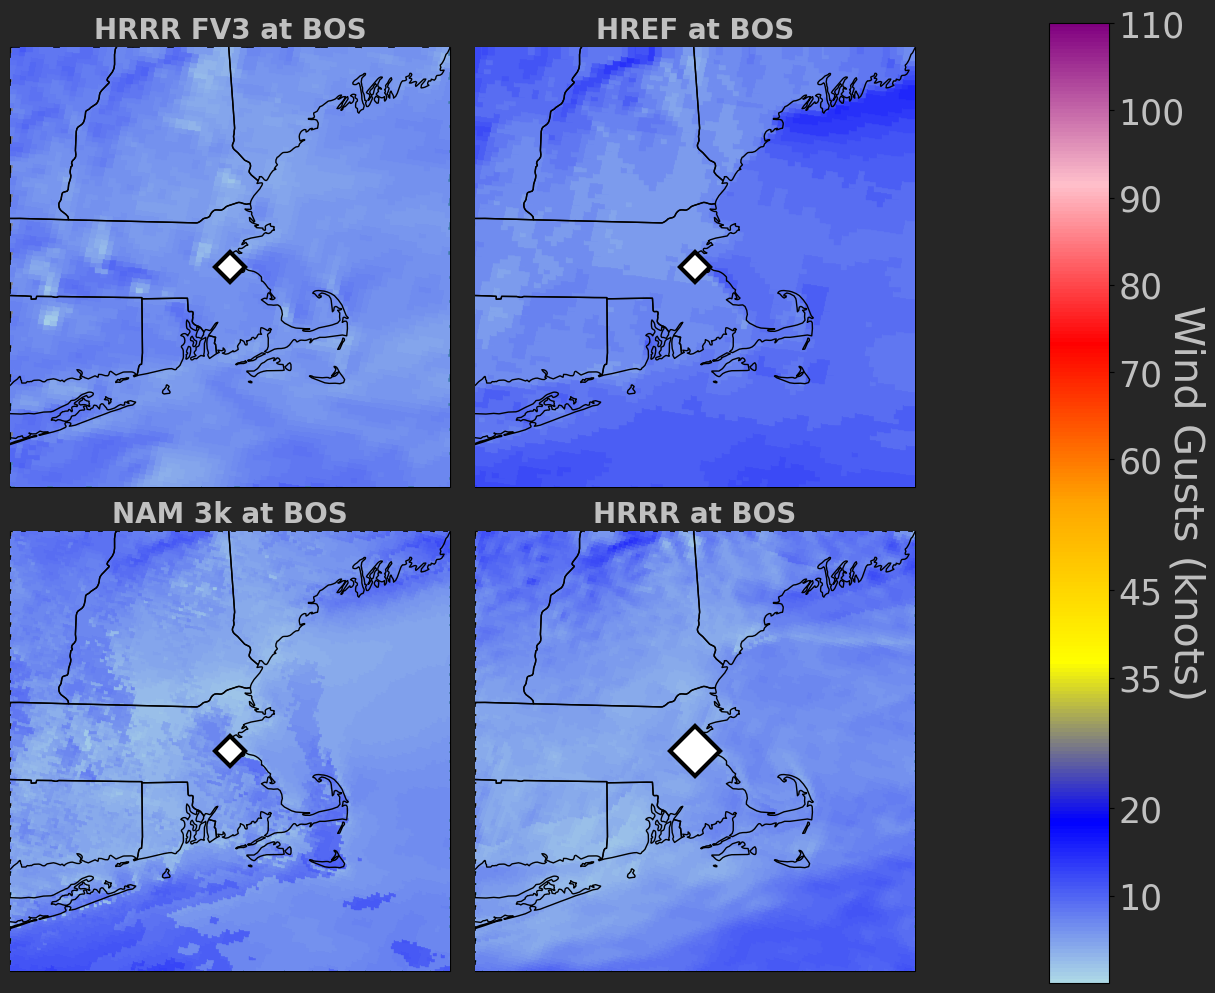 HRRR FV3 at BOS
HREF at BOS
NAM 3k at BOS
HRRR at BOS
110
100
90
80
70
60
45
35
20
10
Wind Gusts (knots)